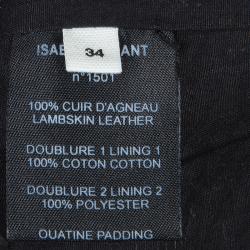 ISAB
ANT
34
n°1501
100% CUIR D'AGNEAU
LAMBSKIN LEATHER
DOUBLURE 1 LINING 1
100% COTON COTTON
DOUBLURE 2 LINING 2
100% POLYESTER
OUATINE PADDING